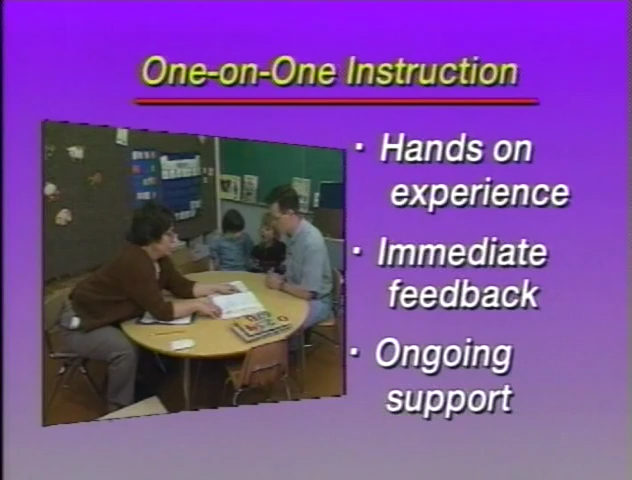 One-on-One Instruction
· Hands on
experience
· Immediate
feedback
· Ongoing
support